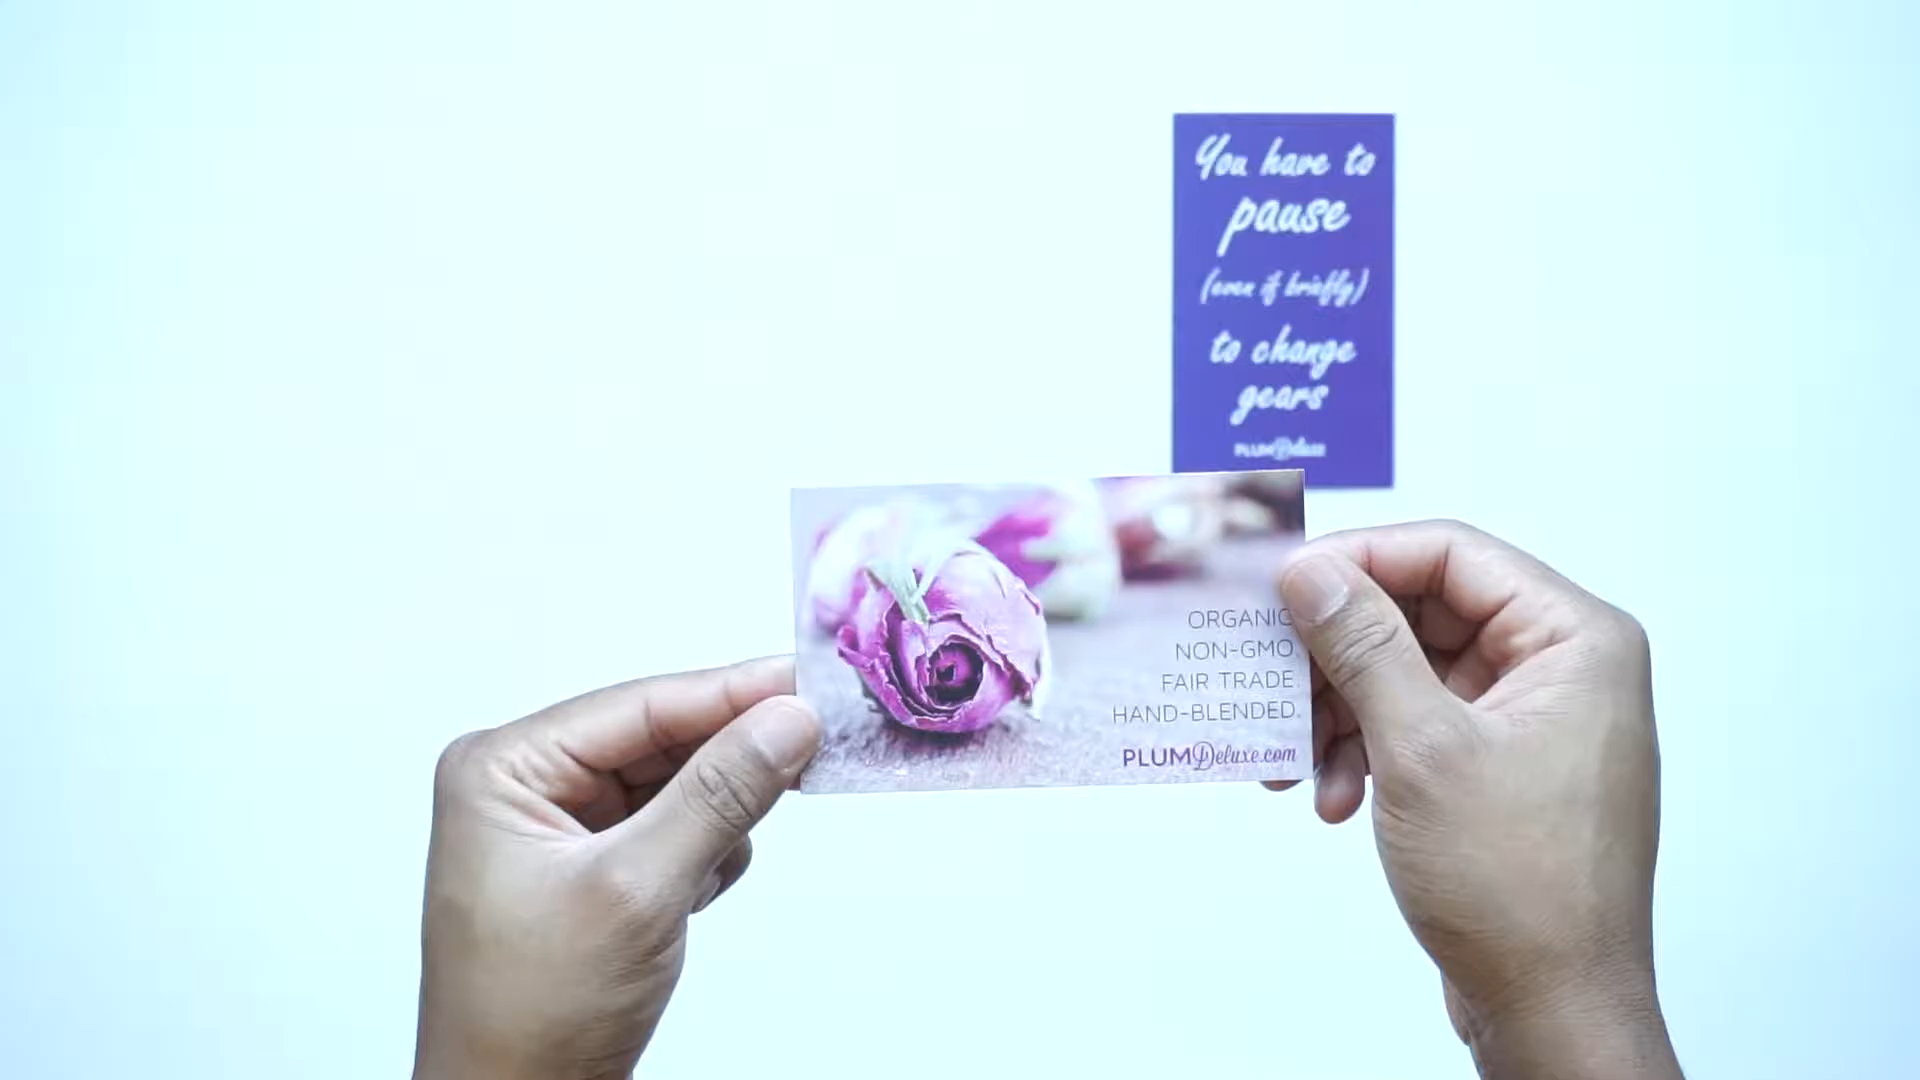 You have to
pause
(even if briefly)
to change
gears
PLUMDeluxe
ORGANIC
NON-GMO.
FAIR TRADE.
HAND-BLENDED.
PLUMDeluxe.com